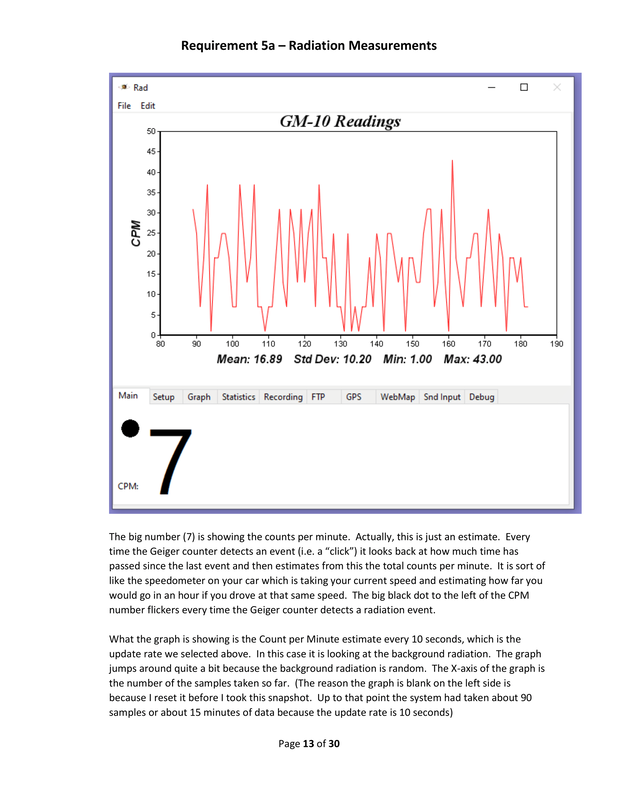 Requirement 5a – Radiation Measurements
Rad
File Edit
GM-10 Readings
50
45
40
35
30
25
20
15
10
5
0
CPM
80 90 100 110 120 130 140 150 160 170 180 190
Mean: 16.89 Std Dev: 10.20 Min: 1.00 Max: 43.00
Main Setup Graph Statistics Recording FTP GPS WebMap Snd Input Debug
7
CPM:
The big number (7) is showing the counts per minute. Actually, this is just an estimate. Every
time the Geiger counter detects an event (i.e. a “click”) it looks back at how much time has
passed since the last event and then estimates from this the total counts per minute. It is sort of
like the speedometer on your car which is taking your current speed and estimating how far you
would go in an hour if you drove at that same speed. The big black dot to the left of the CPM
number flickers every time the Geiger counter detects a radiation event.
What the graph is showing is the Count per Minute estimate every 10 seconds, which is the
update rate we selected above. In this case it is looking at the background radiation. The graph
jumps around quite a bit because the background radiation is random. The X-axis of the graph is
the number of the samples taken so far. (The reason the graph is blank on the left side is
because I reset it before I took this snapshot. Up to that point the system had taken about 90
samples or about 15 minutes of data because the update rate is 10 seconds)
Page 13 of 30